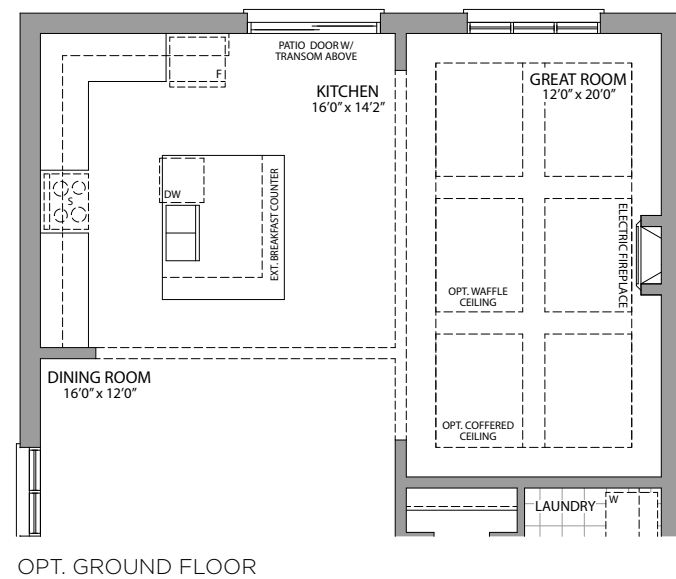 PATIO DOOR W/
TRANSOM ABOVE
F
KITCHEN
16'0" x 14'2"
GREAT ROOM
12'0" x 20'0"
S
DW
EXT. BREAKFAST COUNTER
ELECTRIC FIREPLACE
OPT. WAFFLE
CEILING
DINING ROOM
16'0" x 12'0"
OPT. COFFERED
CEILING
LAUNDRY
W
OPT. GROUND FLOOR